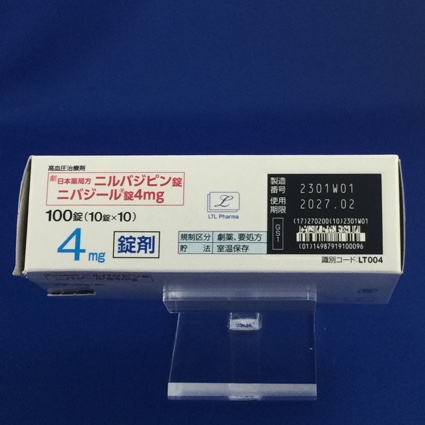 高血圧治療剤
劇 日本薬局方 ニルバジピン錠
ニバジール®錠4mg
100錠(10錠×10)
4mg 錠剤
LTL Pharma
規制区分 劇薬、要処方
貯法 室温保存
製造番号 2301W01
使用期限 2027.02
GS1
(17)270200(10)2301W01
(01)14987919100096
識別コード LT004